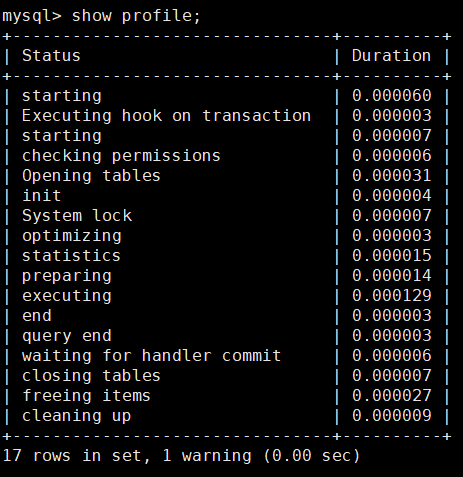 mysql> show profile;
+--------------------------------+----------+
| Status                         | Duration |
+--------------------------------+----------+
| starting                       | 0.000060 |
| Executing hook on transaction  | 0.000003 |
| starting                       | 0.000007 |
| checking permissions           | 0.000006 |
| Opening tables                 | 0.000031 |
| init                           | 0.000004 |
| System lock                    | 0.000007 |
| optimizing                     | 0.000003 |
| statistics                     | 0.000015 |
| preparing                      | 0.000014 |
| executing                      | 0.000129 |
| end                            | 0.000003 |
| query end                      | 0.000003 |
| waiting for handler commit     | 0.000006 |
| closing tables                 | 0.000007 |
| freeing items                  | 0.000027 |
| cleaning up                    | 0.000009 |
+--------------------------------+----------+
17 rows in set, 1 warning (0.00 sec)